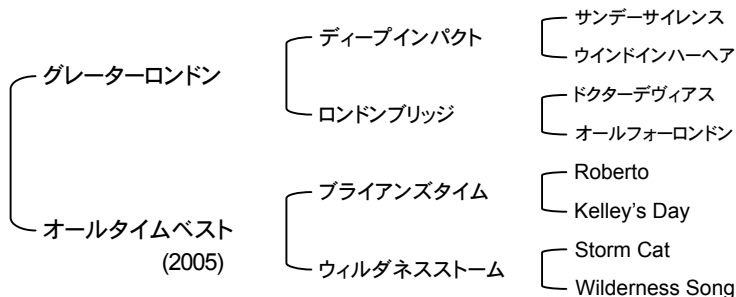 サンデーサイレンス
ディープインパクト
ウインドインハーヘア
グレーターロンドン
ドクターデヴィアス
ロンドンブリッジ
オールフォーロンドン
Roberto
ブライアンズタイム
Kelley's Day
オールタイムベスト
(2005)
Storm Cat
ウィルダネスストーム
Wilderness Song